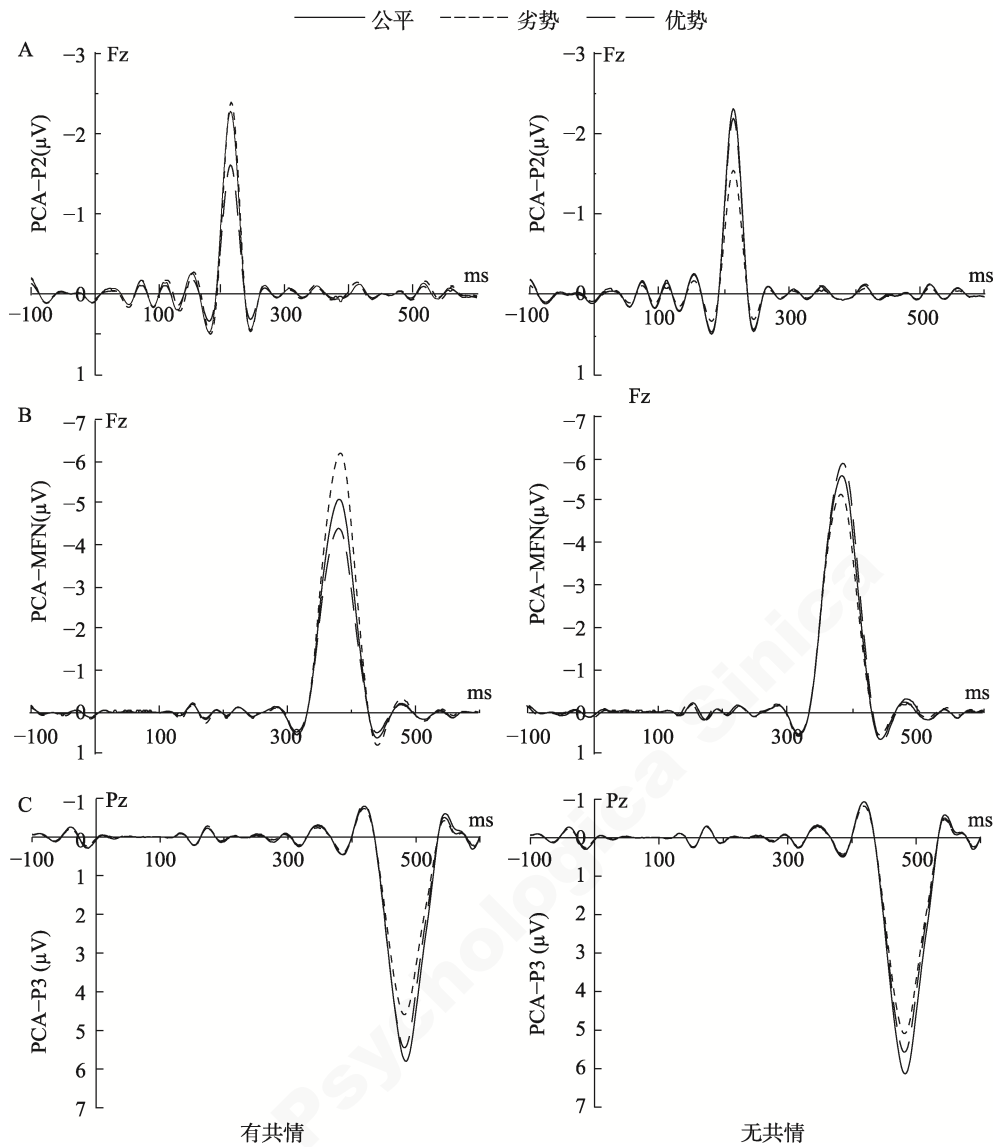 公平 劣势 优势
A
Fz
−3
−2
−1
0
1
PCA−P2(μV)
ms
−100 100 300 500
Fz
−3
−2
−1
0
1
PCA−P2(μV)
ms
−100 100 300 500
B
Fz
−7
−6
−5
−4
−3
−2
−1
0
1
PCA−MFN(μV)
ms
−100 100 300 500
Fz
−7
−6
−5
−4
−3
−2
−1
0
1
PCA−MFN(μV)
ms
−100 100 300 500
C
Pz
−1
0
1
2
3
4
5
6
7
PCA−P3 (μV)
ms
−100 100 300 500
有共情
Pz
−1
0
1
2
3
4
5
6
7
PCA−P3 (μV)
ms
−100 100 300 500
无共情
Psychologica Sinica